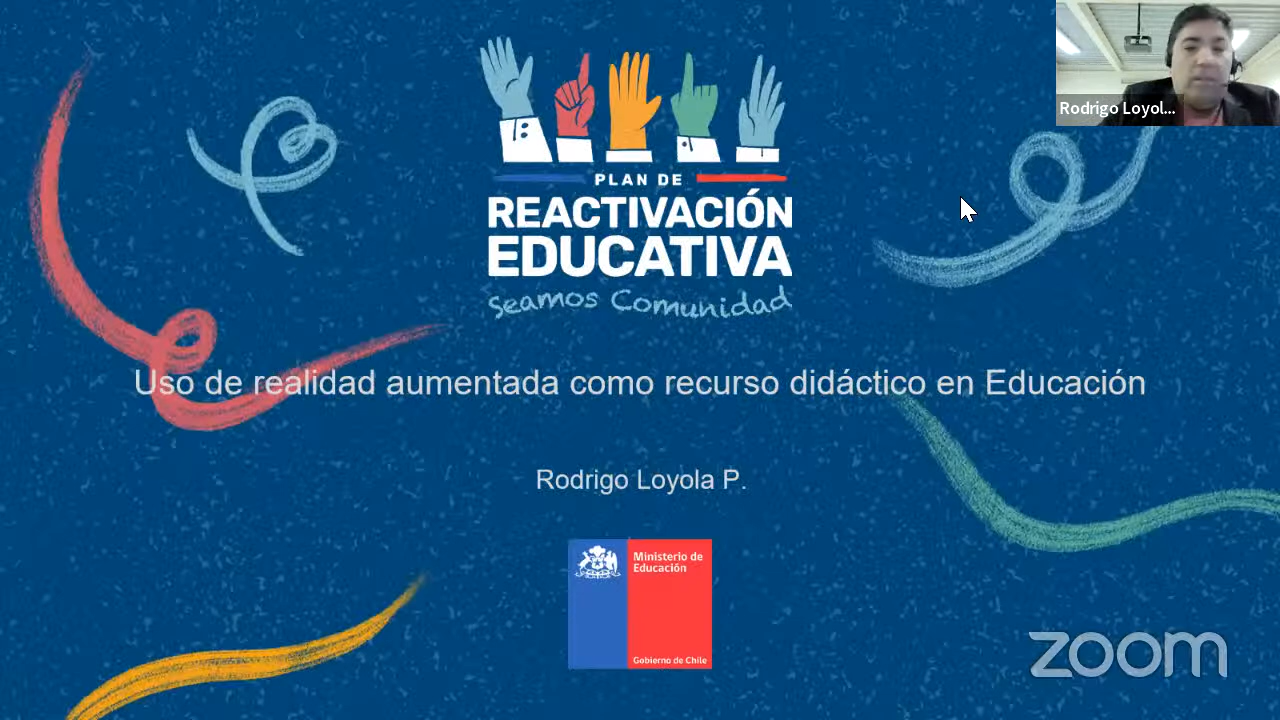 Rodrigo Loyol...
PLAN DE
REACTIVACIÓN
EDUCATIVA
Seamos Comunidad
Uso de realidad aumentada como recurso didáctico en Educación
Rodrigo Loyola P.
Ministerio de
Educación
Gobierno de Chile
zoom